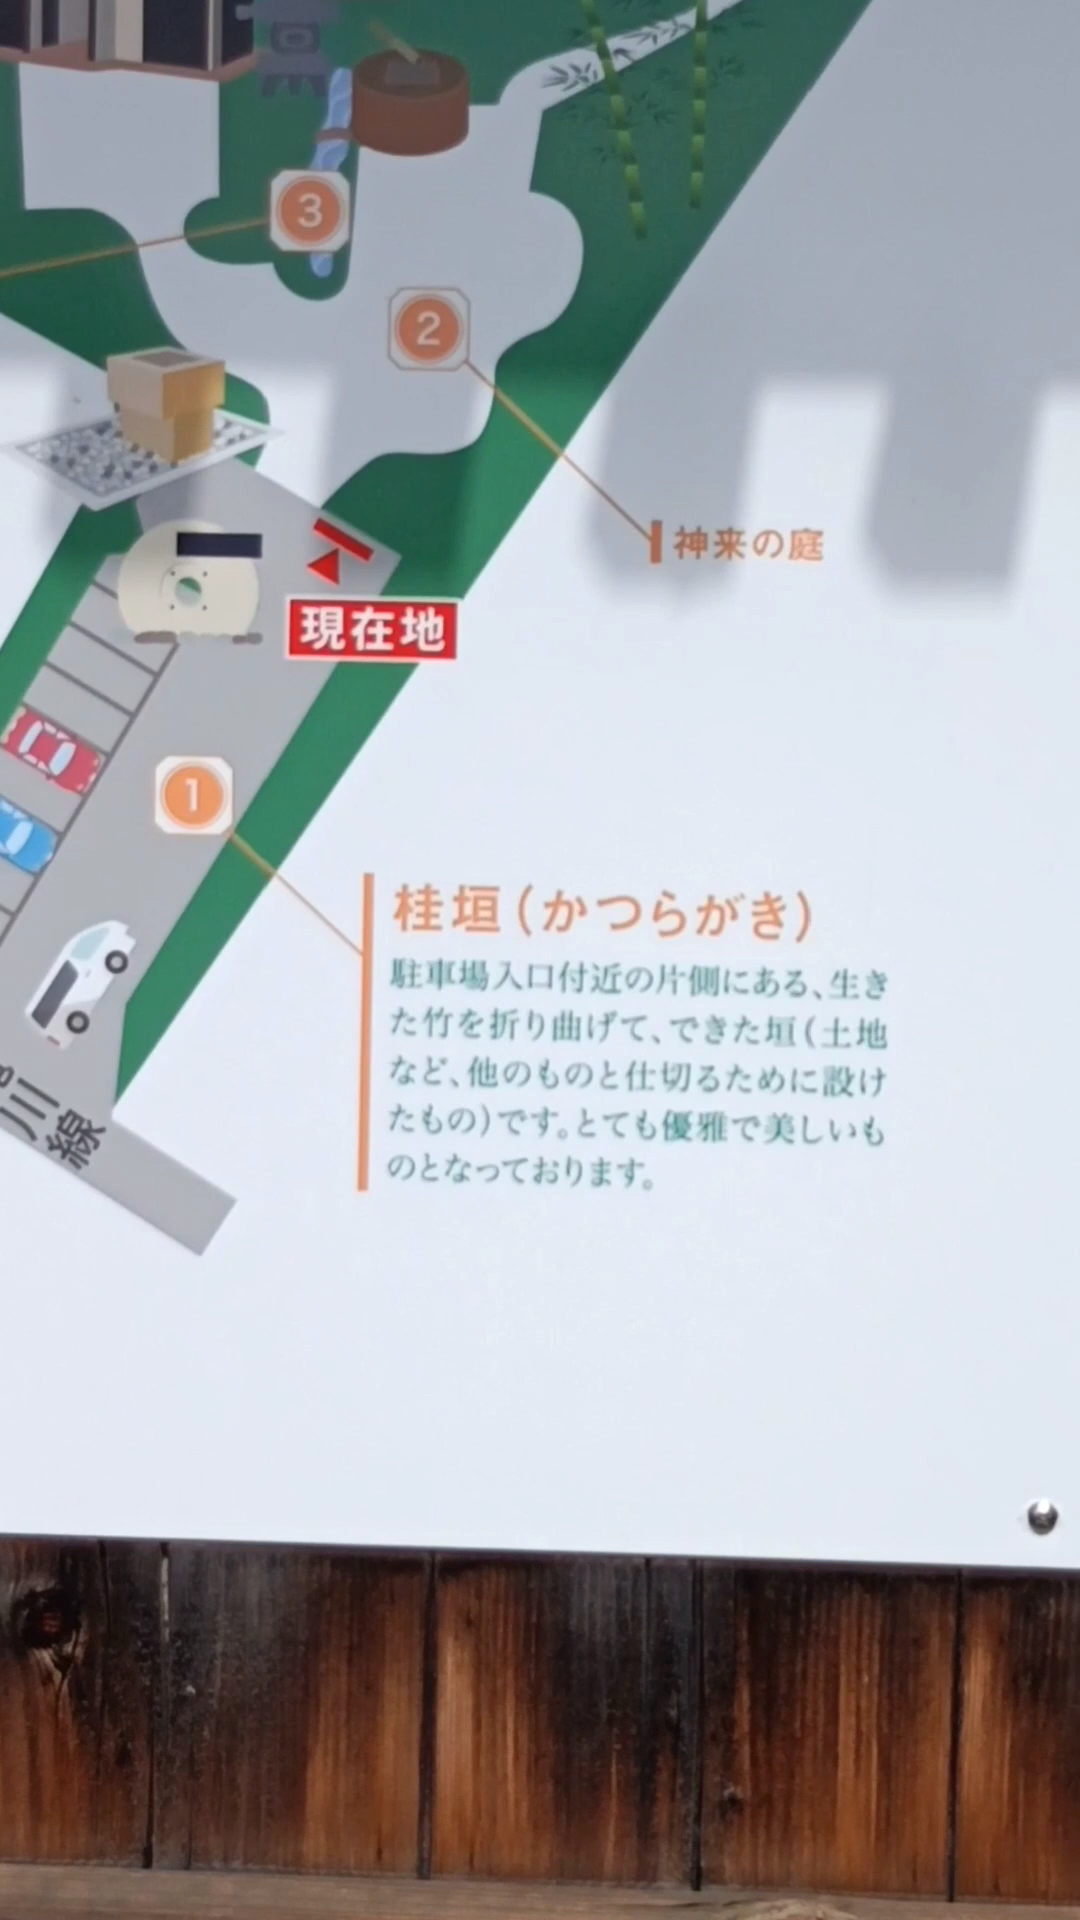 3
2
神来の庭
現在地
1
桂垣(かつらがき)
駐車場入口付近の片側にある、生き
た竹を折り曲げて、できた垣(土地
など、他のものと仕切るために設け
たもの)です。とても優雅で美しいも
のとなっております。
川線